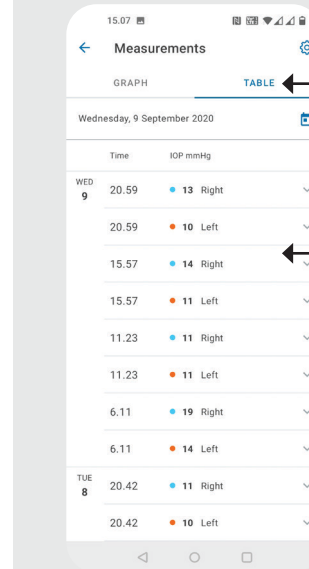 15.07
Measurements
GRAPH TABLE
Wednesday, 9 September 2020
Time IOP mmHg
WED 9 20.59 13 Right
20.59 10 Left
15.57 14 Right
15.57 11 Left
11.23 11 Right
11.23 11 Left
6.11 19 Right
6.11 14 Left
TUE 8 20.42 11 Right
20.42 10 Left